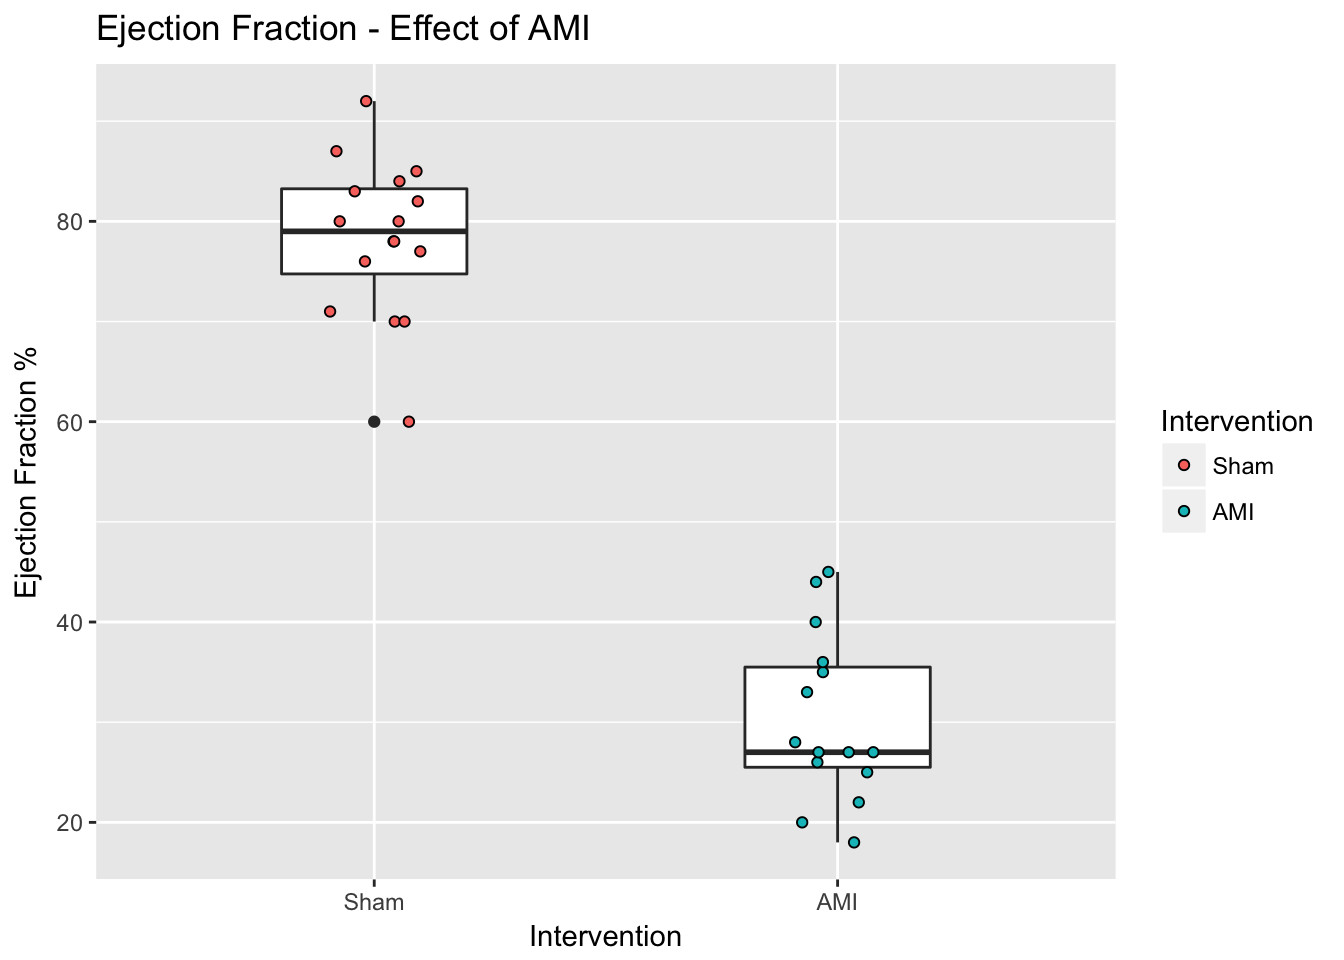 Ejection Fraction - Effect of AMI
Ejection Fraction %
80
60
40
20
Sham
AMI
Intervention
Intervention
Sham
AMI